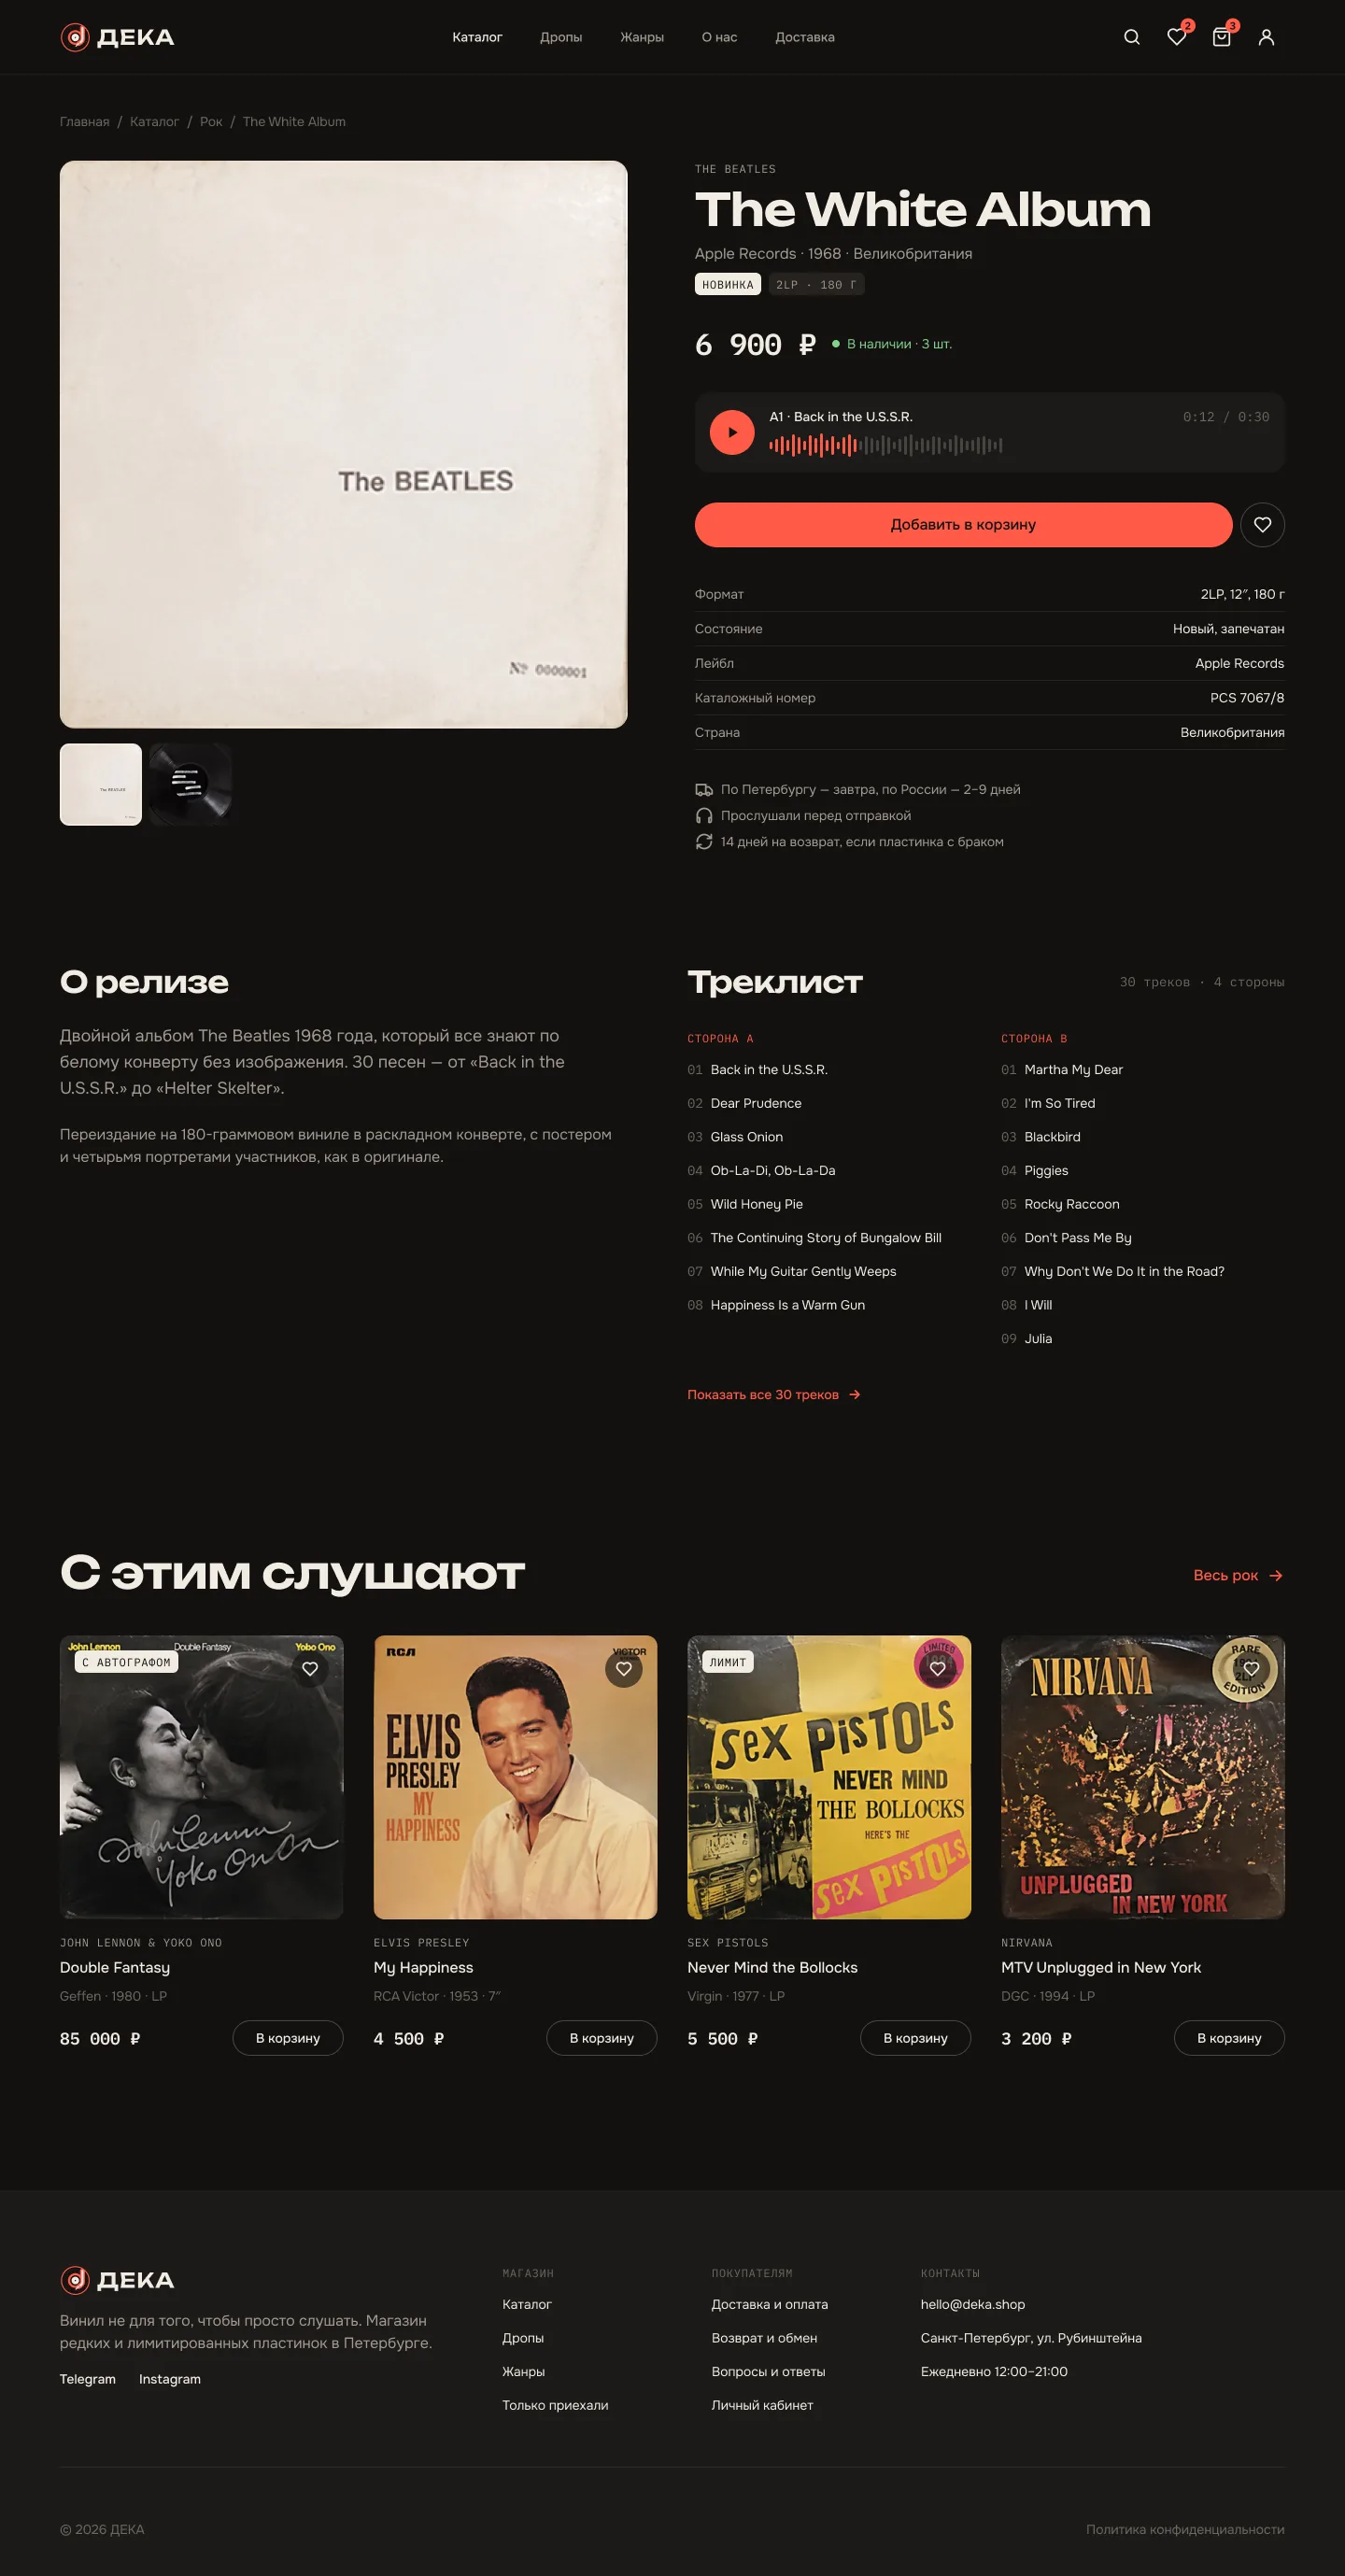 ДЕКА
Каталог
Дропы
Жанры
О нас
Доставка
2
3
Главная / Каталог / Рок / The White Album
The BEATLES
Nº 0000001
THE BEATLES
The White Album
Apple Records · 1968 · Великобритания
НОВИНКА
2LP · 180 Г
6 900 ₽
В наличии · 3 шт.
A1 · Back in the U.S.S.R.
0:12 / 0:30
Добавить в корзину
Формат
2LP, 12″, 180 г
Состояние
Новый, запечатан
Лейбл
Apple Records
Каталожный номер
PCS 7067/8
Страна
Великобритания
The BEATLES
По Петербургу — завтра, по России — 2–9 дней
Прослушали перед отправкой
14 дней на возврат, если пластинка с браком
О релизе
Двойной альбом The Beatles 1968 года, который все знают по
белому конверту без изображения. 30 песен — от «Back in the
U.S.S.R.» до «Helter Skelter».
Переиздание на 180-граммовом виниле в раскладном конверте, с постером
и четырьмя портретами участников, как в оригинале.
Треклист
30 треков · 4 стороны
СТОРОНА A
01 Back in the U.S.S.R.
02 Dear Prudence
03 Glass Onion
04 Ob-La-Di, Ob-La-Da
05 Wild Honey Pie
06 The Continuing Story of Bungalow Bill
07 While My Guitar Gently Weeps
08 Happiness Is a Warm Gun
СТОРОНА B
01 Martha My Dear
02 I'm So Tired
03 Blackbird
04 Piggies
05 Rocky Raccoon
06 Don't Pass Me By
07 Why Don't We Do It in the Road?
08 I Will
09 Julia
Показать все 30 треков →
С этим слушают
Весь рок →
John Lennon
Double Fantasy
Yoko Ono
С АВТОГРАФОМ
John Lennon
Yoko Ono
JOHN LENNON & YOKO ONO
Double Fantasy
Geffen · 1980 · LP
85 000 ₽
В корзину
RCA
VICTOR
ELVIS
PRESLEY
MY
HAPPINESS
ELVIS PRESLEY
My Happiness
RCA Victor · 1953 · 7″
4 500 ₽
В корзину
ЛИМИТ
LIMITED
SEX PISTOLS
NEVER MIND
THE BOLLOCKS
HERE'S THE
SEX PISTOLS
SEX PISTOLS
Never Mind the Bollocks
Virgin · 1977 · LP
5 500 ₽
В корзину
NIRVANA
RARE
EDITION
UNPLUGGED
IN NEW YORK
NIRVANA
MTV Unplugged in New York
DGC · 1994 · LP
3 200 ₽
В корзину
ДЕКА
Винил не для того, чтобы просто слушать. Магазин
редких и лимитированных пластинок в Петербурге.
Telegram
Instagram
МАГАЗИН
Каталог
Дропы
Жанры
Только приехали
ПОКУПАТЕЛЯМ
Доставка и оплата
Возврат и обмен
Вопросы и ответы
Личный кабинет
КОНТАКТЫ
hello@deka.shop
Санкт-Петербург, ул. Рубинштейна
Ежедневно 12:00–21:00
© 2026 ДЕКА
Политика конфиденциальности